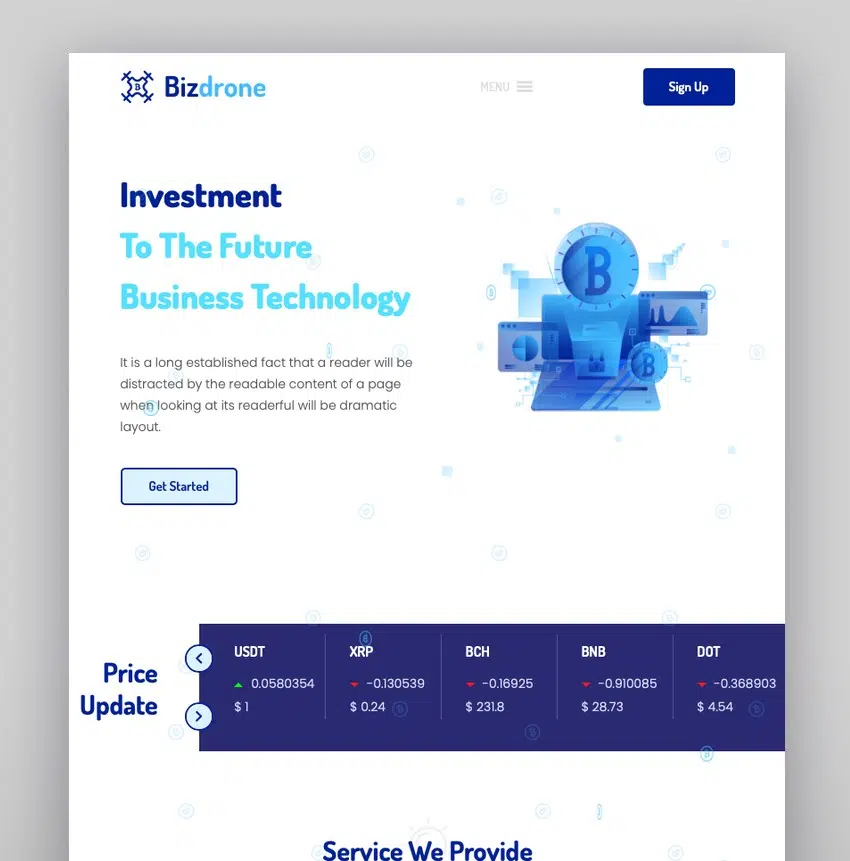 Bizdrone
MENU
Sign Up
Investment
To The Future
Business Technology
It is a long established fact that a reader will be
distracted by the readable content of a page
when looking at its readerful will be dramatic
layout.
Get Started
Price
Update
USDT
0.0580354
$ 1
XRP
-0.130539
$ 0.24
BCH
-0.16925
$ 231.8
BNB
-0.910085
$ 28.73
DOT
-0.368903
$ 4.54
Service We Provide